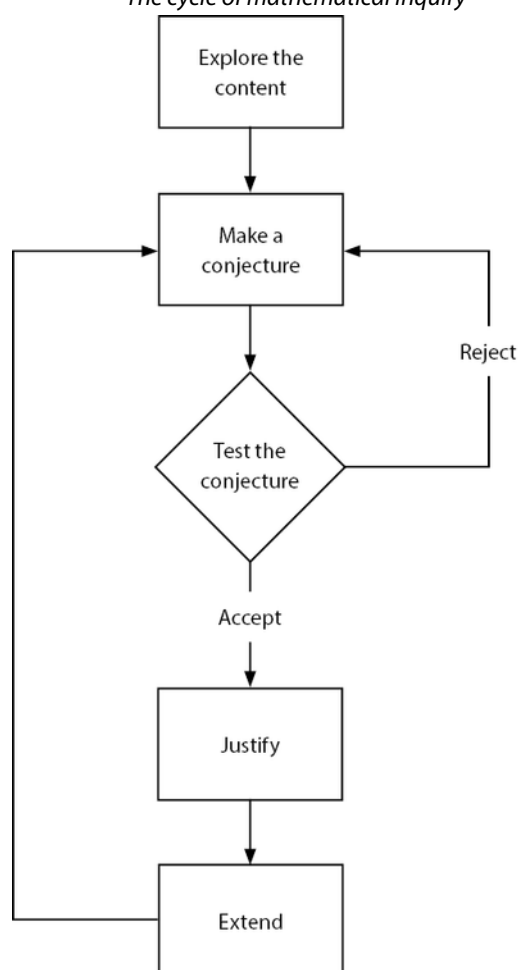 The cycle of mathematical inquiry
Explore the
content
Make a
conjecture
Reject
Test the
conjecture
Accept
Justify
Extend